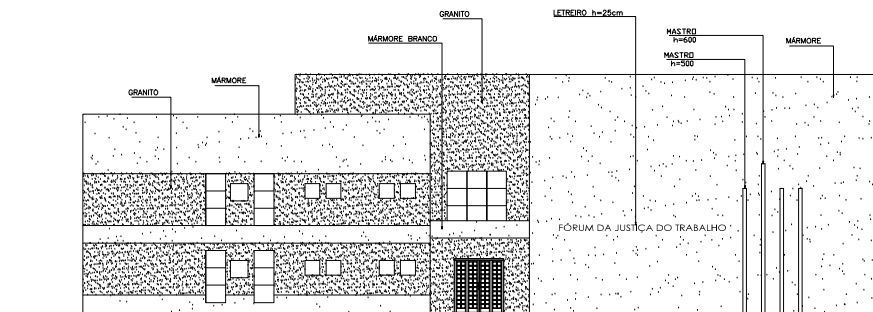 GRANITO
LETREIRO h=25cm
MASTRO
h=600
MÁRMORE BRANCO
MÁRMORE
MASTRO
h=500
MÁRMORE
GRANITO
FÓRUM DA JUSTIÇA DO TRABALHO